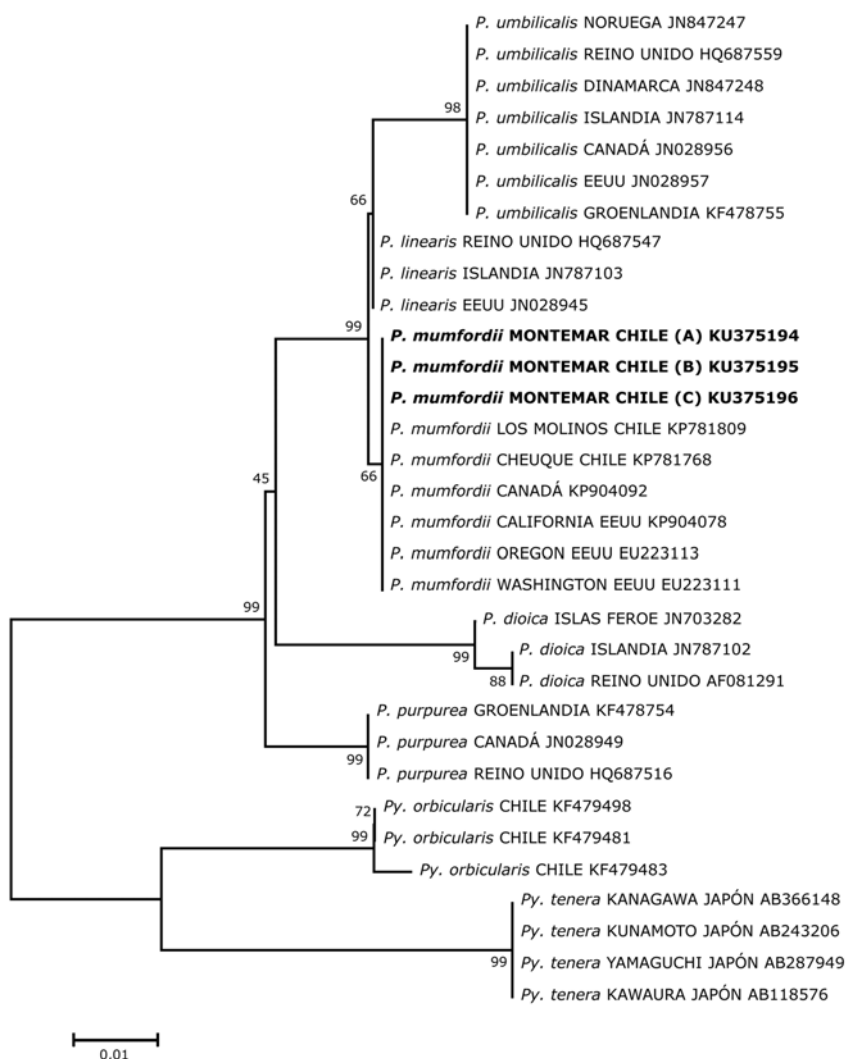 P. umbilicalis NORUEGA JN847247
P. umbilicalis REINO UNIDO HQ687559
P. umbilicalis DINAMARCA JN847248
98
P. umbilicalis ISLANDIA JN787114
P. umbilicalis CANADÁ JN028956
P. umbilicalis EEUU JN028957
66
P. umbilicalis GROENLANDIA KF478755
P. linearis REINO UNIDO HQ687547
P. linearis ISLANDIA JN787103
P. linearis EEUU JN028945
99
P. mumfordii MONTEMAR CHILE (A) KU375194
P. mumfordii MONTEMAR CHILE (B) KU375195
P. mumfordii MONTEMAR CHILE (C) KU375196
P. mumfordii LOS MOLINOS CHILE KP781809
P. mumfordii CHEUQUE CHILE KP781768
45
66
P. mumfordii CANADÁ KP904092
P. mumfordii CALIFORNIA EEUU KP904078
P. mumfordii OREGON EEUU EU223113
P. mumfordii WASHINGTON EEUU EU223111
99
P. dioica ISLAS FEROE JN703282
99
P. dioica ISLANDIA JN787102
88
P. dioica REINO UNIDO AF081291
P. purpurea GROENLANDIA KF478754
P. purpurea CANADÁ JN028949
99
P. purpurea REINO UNIDO HQ687516
72
Py. orbicularis CHILE KF479498
99
Py. orbicularis CHILE KF479481
Py. orbicularis CHILE KF479483
Py. tenera KANAGAWA JAPÓN AB366148
Py. tenera KUNAMOTO JAPÓN AB243206
99
Py. tenera YAMAGUCHI JAPÓN AB287949
Py. tenera KAWAURA JAPÓN AB118576
0.01